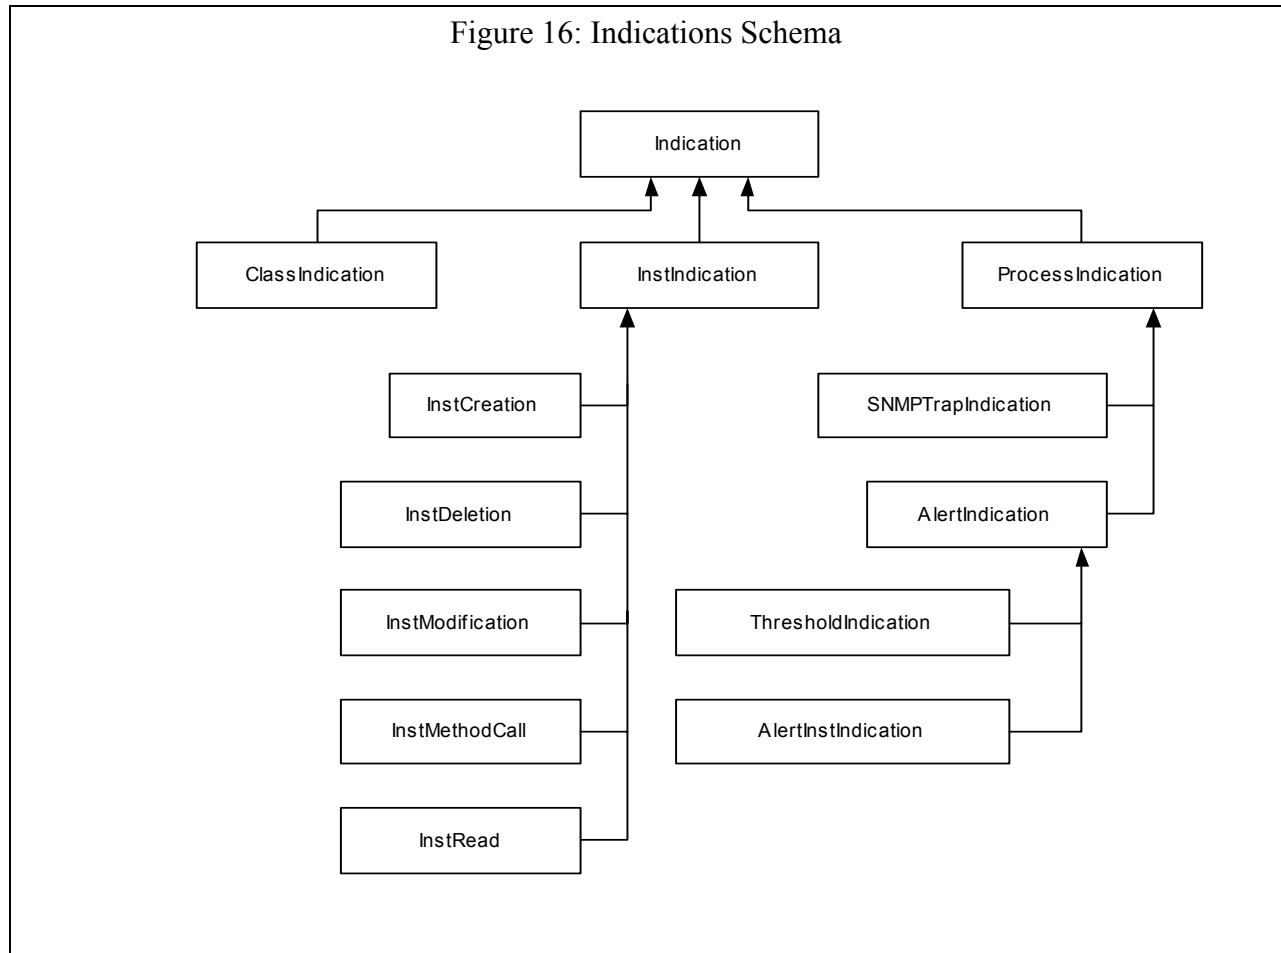 Figure 16: Indications Schema
Indication
ClassIndication
InstIndication
ProcessIndication
InstCreation
SNMPTrapIndication
InstDeletion
AlertIndication
InstModification
ThresholdIndication
InstMethodCall
AlertInstIndication
InstRead